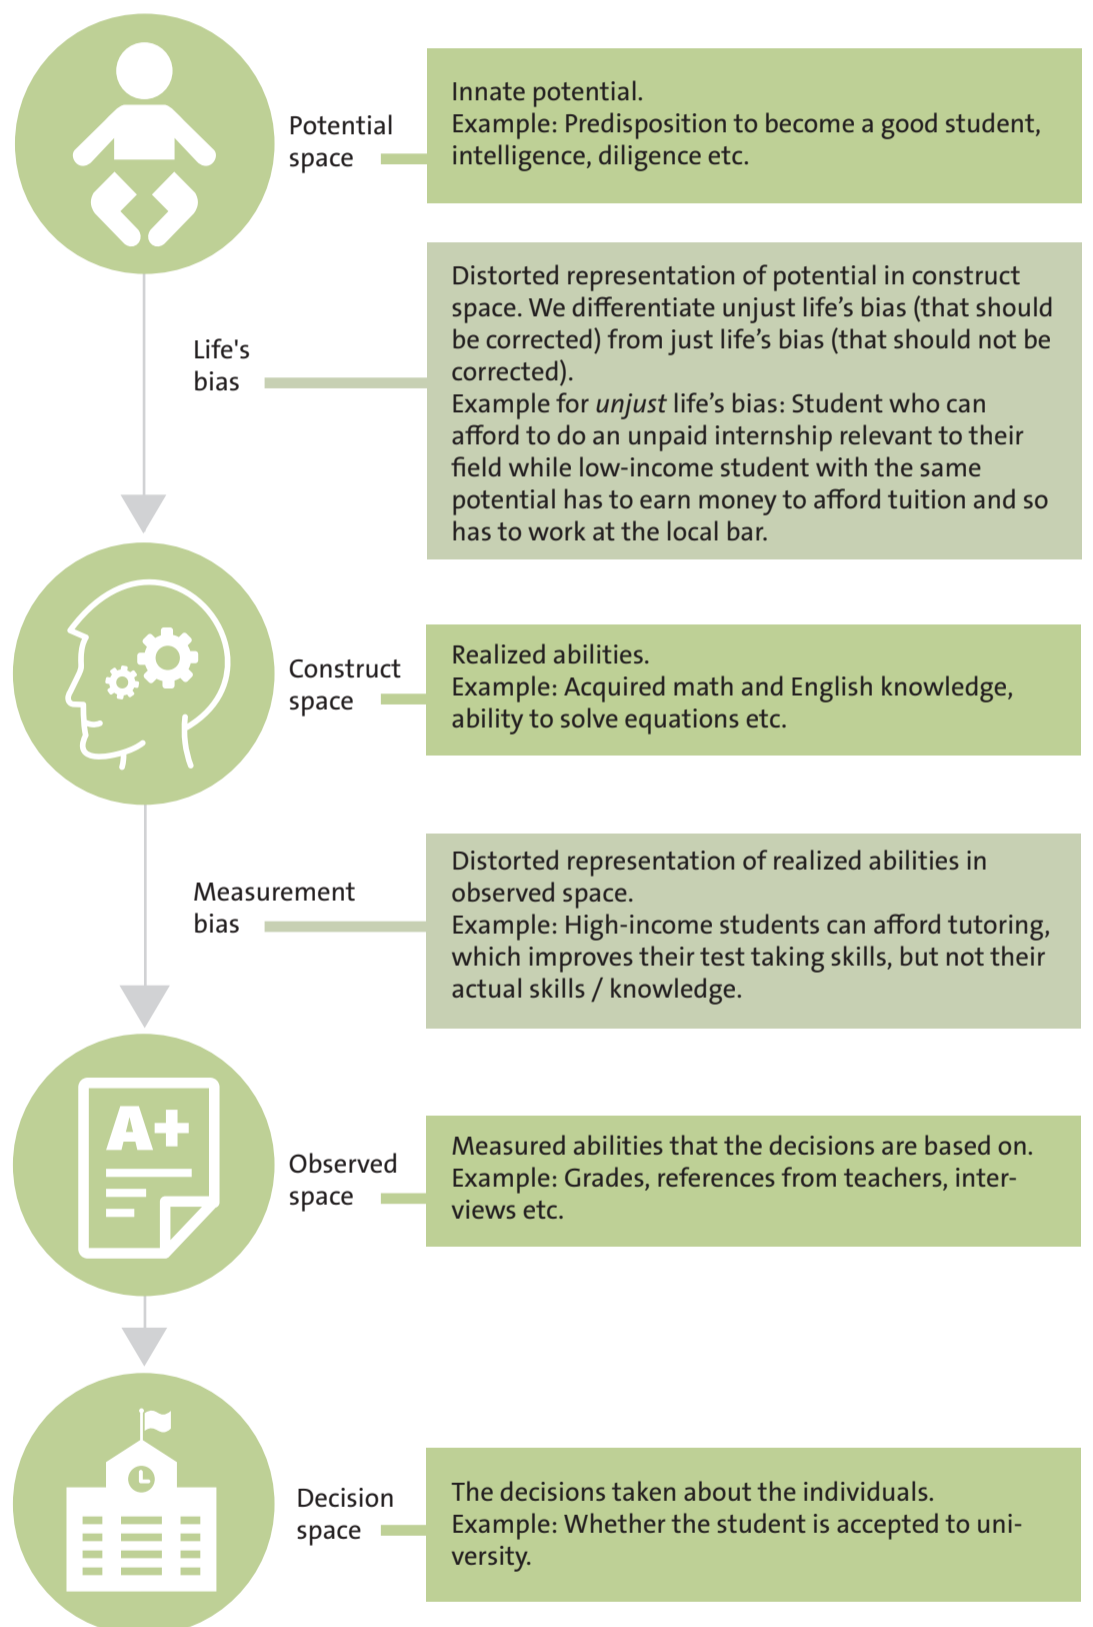 Potential
space
Innate potential.
Example: Predisposition to become a good student,
intelligence, diligence etc.
Life's
bias
Distorted representation of potential in construct
space. We differentiate unjust life’s bias (that should
be corrected) from just life’s bias (that should not be
corrected).
Example for unjust life’s bias: Student who can
afford to do an unpaid internship relevant to their
field while low-income student with the same
potential has to earn money to afford tuition and so
has to work at the local bar.
Construct
space
Realized abilities.
Example: Acquired math and English knowledge,
ability to solve equations etc.
Measurement
bias
Distorted representation of realized abilities in
observed space.
Example: High-income students can afford tutoring,
which improves their test taking skills, but not their
actual skills / knowledge.
A+
Observed
space
Measured abilities that the decisions are based on.
Example: Grades, references from teachers, inter-
views etc.
Decision
space
The decisions taken about the individuals.
Example: Whether the student is accepted to uni-
versity.